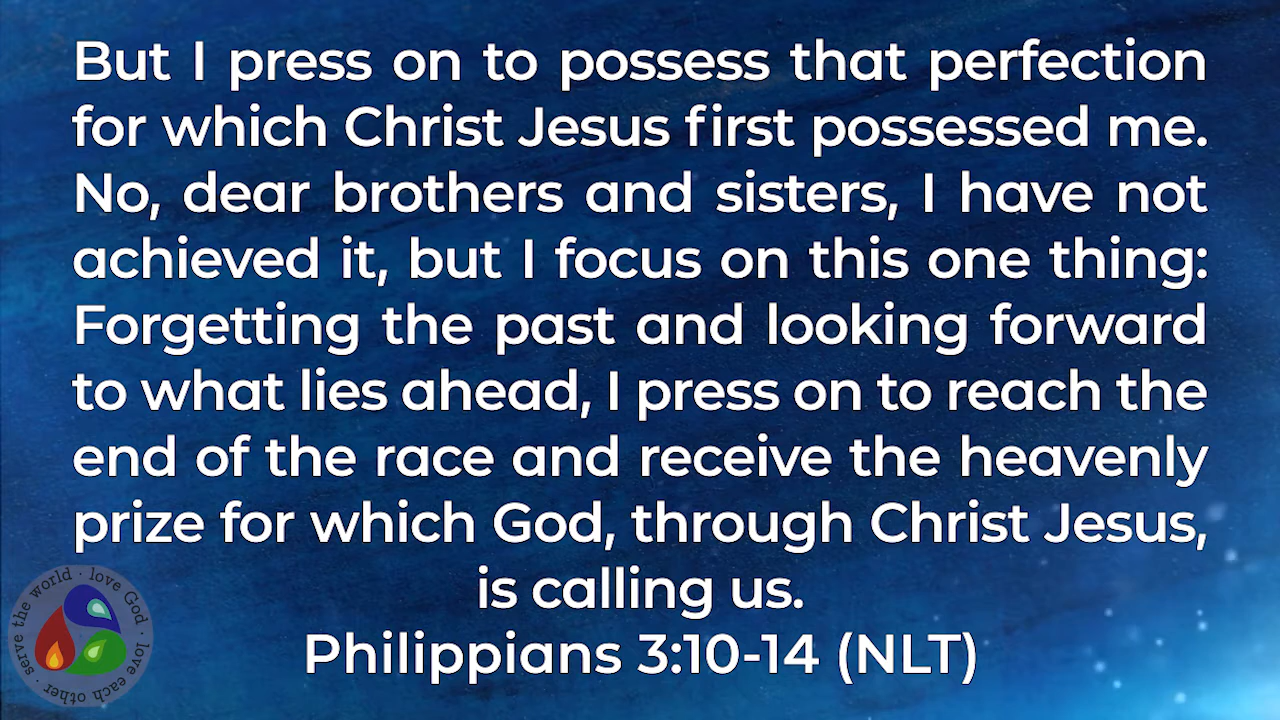 But I press on to possess that perfection
for which Christ Jesus first possessed me.
No, dear brothers and sisters, I have not
achieved it, but I focus on this one thing:
Forgetting the past and looking forward
to what lies ahead, I press on to reach the
end of the race and receive the heavenly
prize for which God, through Christ Jesus,
is calling us.
Philippians 3:10-14 (NLT)
serve the world · love God · love each other ·